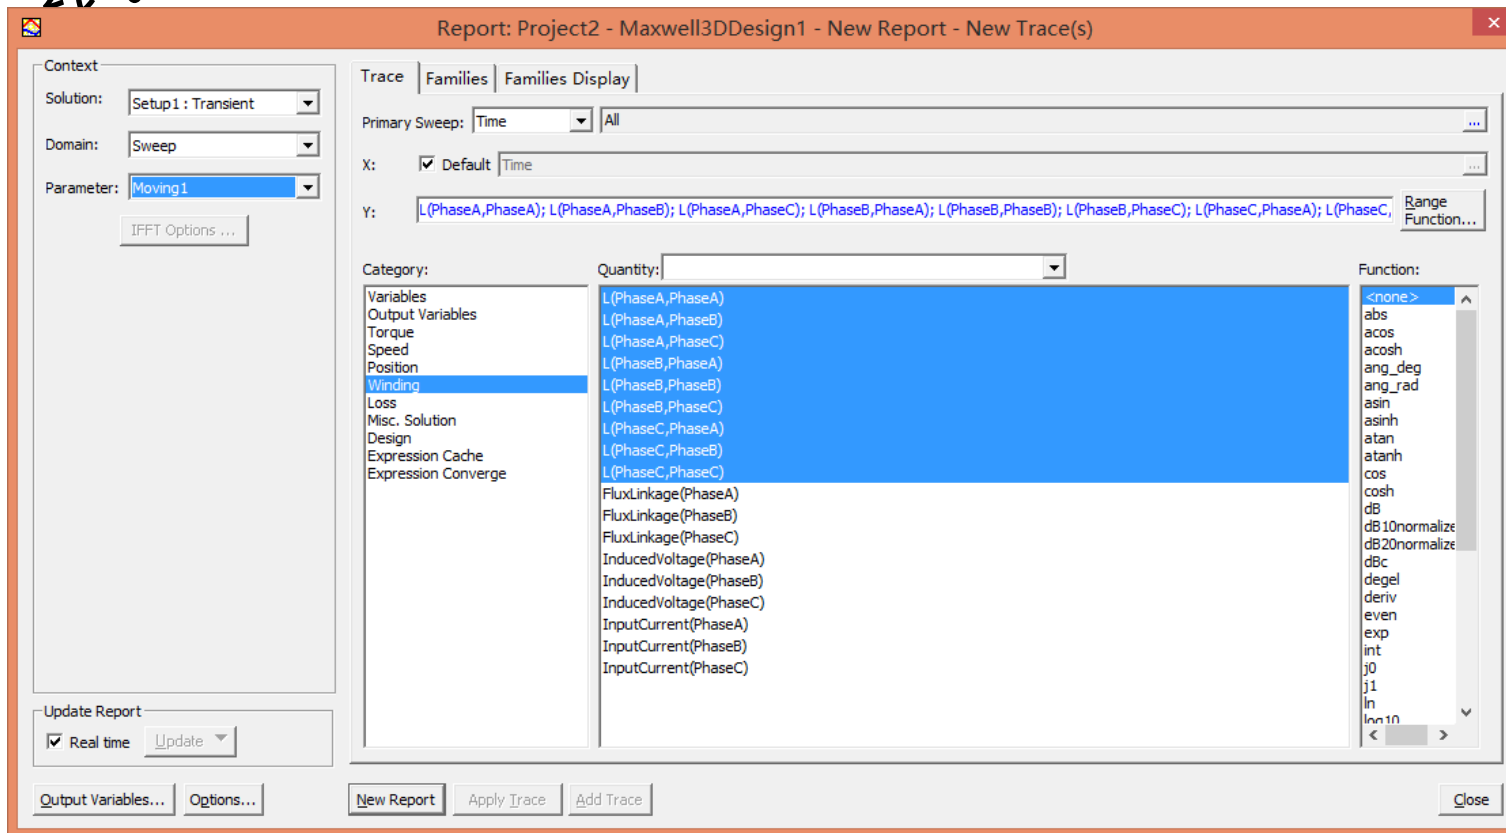 Report: Project2 - Maxwell3DDesign1 - New Report - New Trace(s)
Context
Solution: Setup1 : Transient
Domain: Sweep
Parameter: Moving1
IFFT Options ...
Update Report
Real time Update
Output Variables... Options...
Trace Families Families Display
Primary Sweep: Time All ...
X: Default Time ...
Y: L(PhaseA,PhaseA); L(PhaseA,PhaseB); L(PhaseA,PhaseC); L(PhaseB,PhaseA); L(PhaseB,PhaseB); L(PhaseB,PhaseC); L(PhaseC,PhaseA); L(PhaseC,
Range
Function...
Category:
Variables
Output Variables
Torque
Speed
Position
Winding
Loss
Misc. Solution
Design
Expression Cache
Expression Converge
Quantity:
L(PhaseA,PhaseA)
L(PhaseA,PhaseB)
L(PhaseA,PhaseC)
L(PhaseB,PhaseA)
L(PhaseB,PhaseB)
L(PhaseB,PhaseC)
L(PhaseC,PhaseA)
L(PhaseC,PhaseB)
L(PhaseC,PhaseC)
FluxLinkage(PhaseA)
FluxLinkage(PhaseB)
FluxLinkage(PhaseC)
InducedVoltage(PhaseA)
InducedVoltage(PhaseB)
InducedVoltage(PhaseC)
InputCurrent(PhaseA)
InputCurrent(PhaseB)
InputCurrent(PhaseC)
Function:
<none>
abs
acos
acosh
ang_deg
ang_rad
asin
asinh
atan
atanh
cos
cosh
dB
dB10normalize
dB20normalize
dBc
degel
deriv
even
exp
int
j0
j1
ln
log10
New Report Apply Trace Add Trace
Close